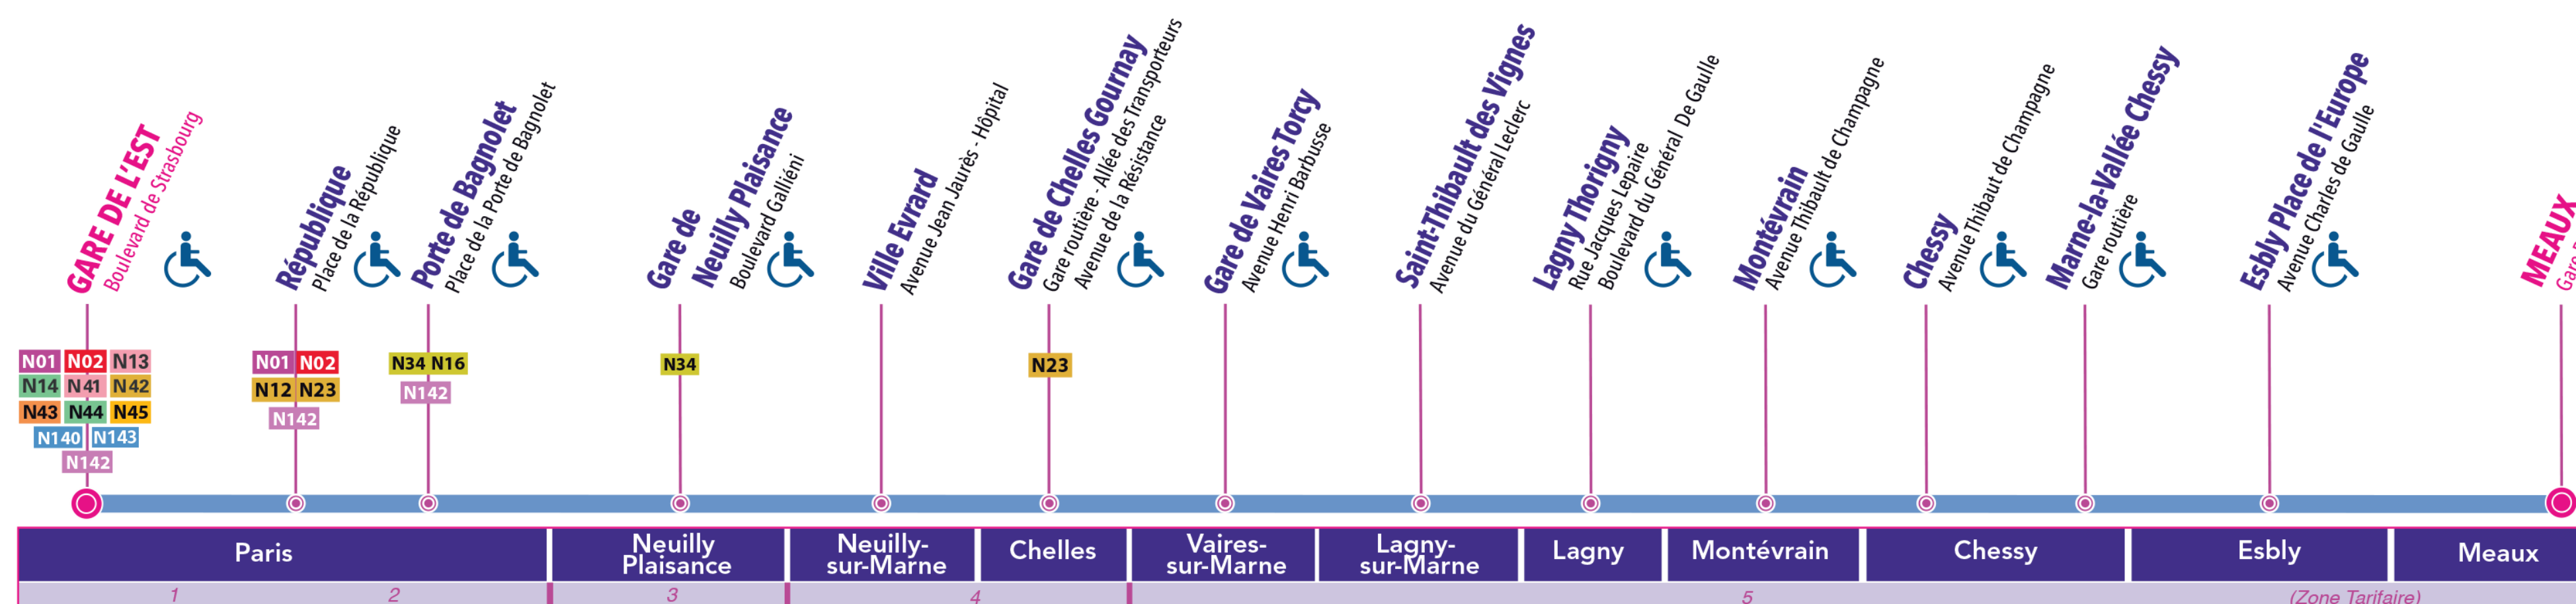 GARE DE L'EST
Boulevard de Strasbourg
République
Place de la République
Porte de Bagnolet
Place de la Porte de Bagnolet
Gare de
Neuilly Plaisance
Boulevard Galliéni
Ville Evrard
Avenue Jean Jaurès - Hôpital
Gare de Chelles Gournay
Gare routière - Allée des Transporteurs
Avenue de la Résistance
Gare de Vaires Torcy
Avenue Henri Barbusse
Saint-Thibault des Vignes
Avenue du Général Leclerc
Lagny Thorigny
Rue Jacques Lepaire
Boulevard du Général De Gaulle
Montévrain
Avenue Thibault de Champagne
Chessy
Avenue Thibaut de Champagne
Marne-la-Vallée Chessy
Gare routière
Esbly Place de l'Europe
Avenue Charles de Gaulle
MEAUX
Gare
N01 N02 N13
N14 N41 N42
N43 N44 N45
N140 N143
N142
N01 N02
N12 N23
N142
N34 N16
N142
N34
N23
Paris
Neuilly
Plaisance
Neuilly-
sur-Marne
Chelles
Vaires-
sur-Marne
Lagny-
sur-Marne
Lagny
Montévrain
Chessy
Esbly
Meaux
1 2 3 4 5 (Zone Tarifaire)